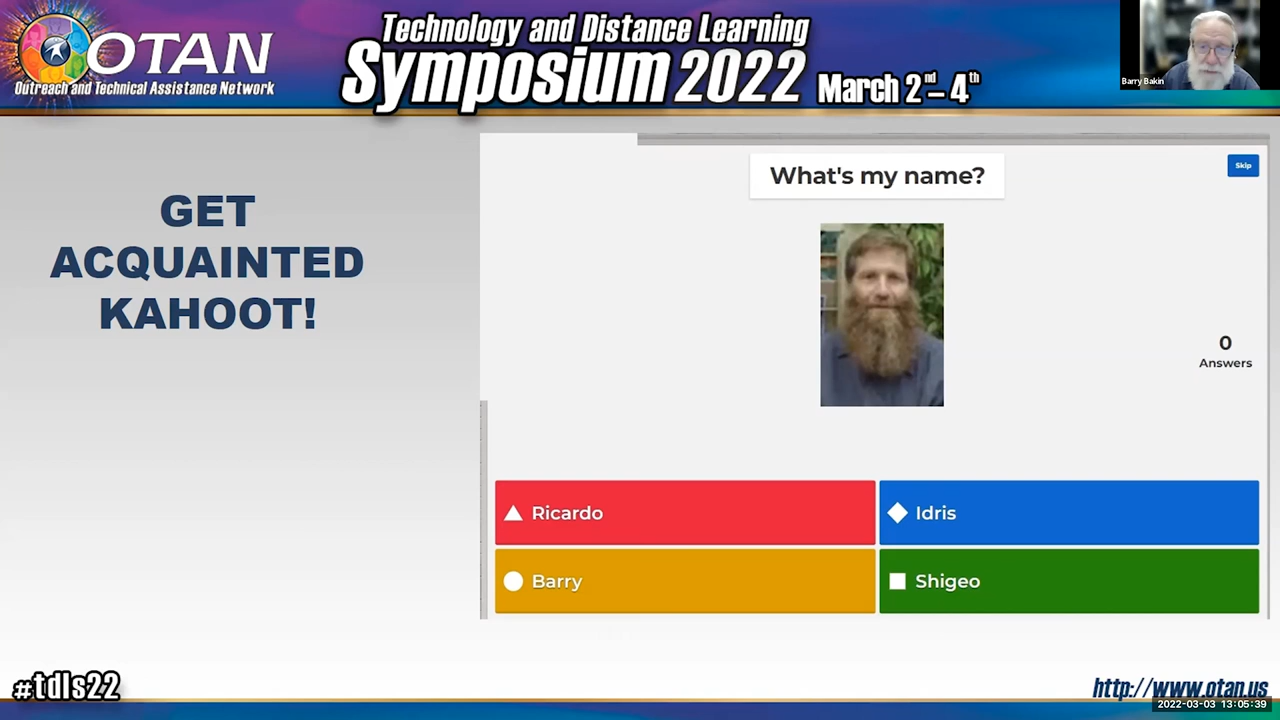 OTAN
Outreach and Technical Assistance Network
Technology and Distance Learning
Symposium 2022 March 2nd – 4th
Barry Bakin
GET
ACQUAINTED
KAHOOT!
What's my name?
Skip
0
Answers
Ricardo
Idris
Barry
Shigeo
#tdls22
http://www.otan.us
2022-03-03 13:05:39